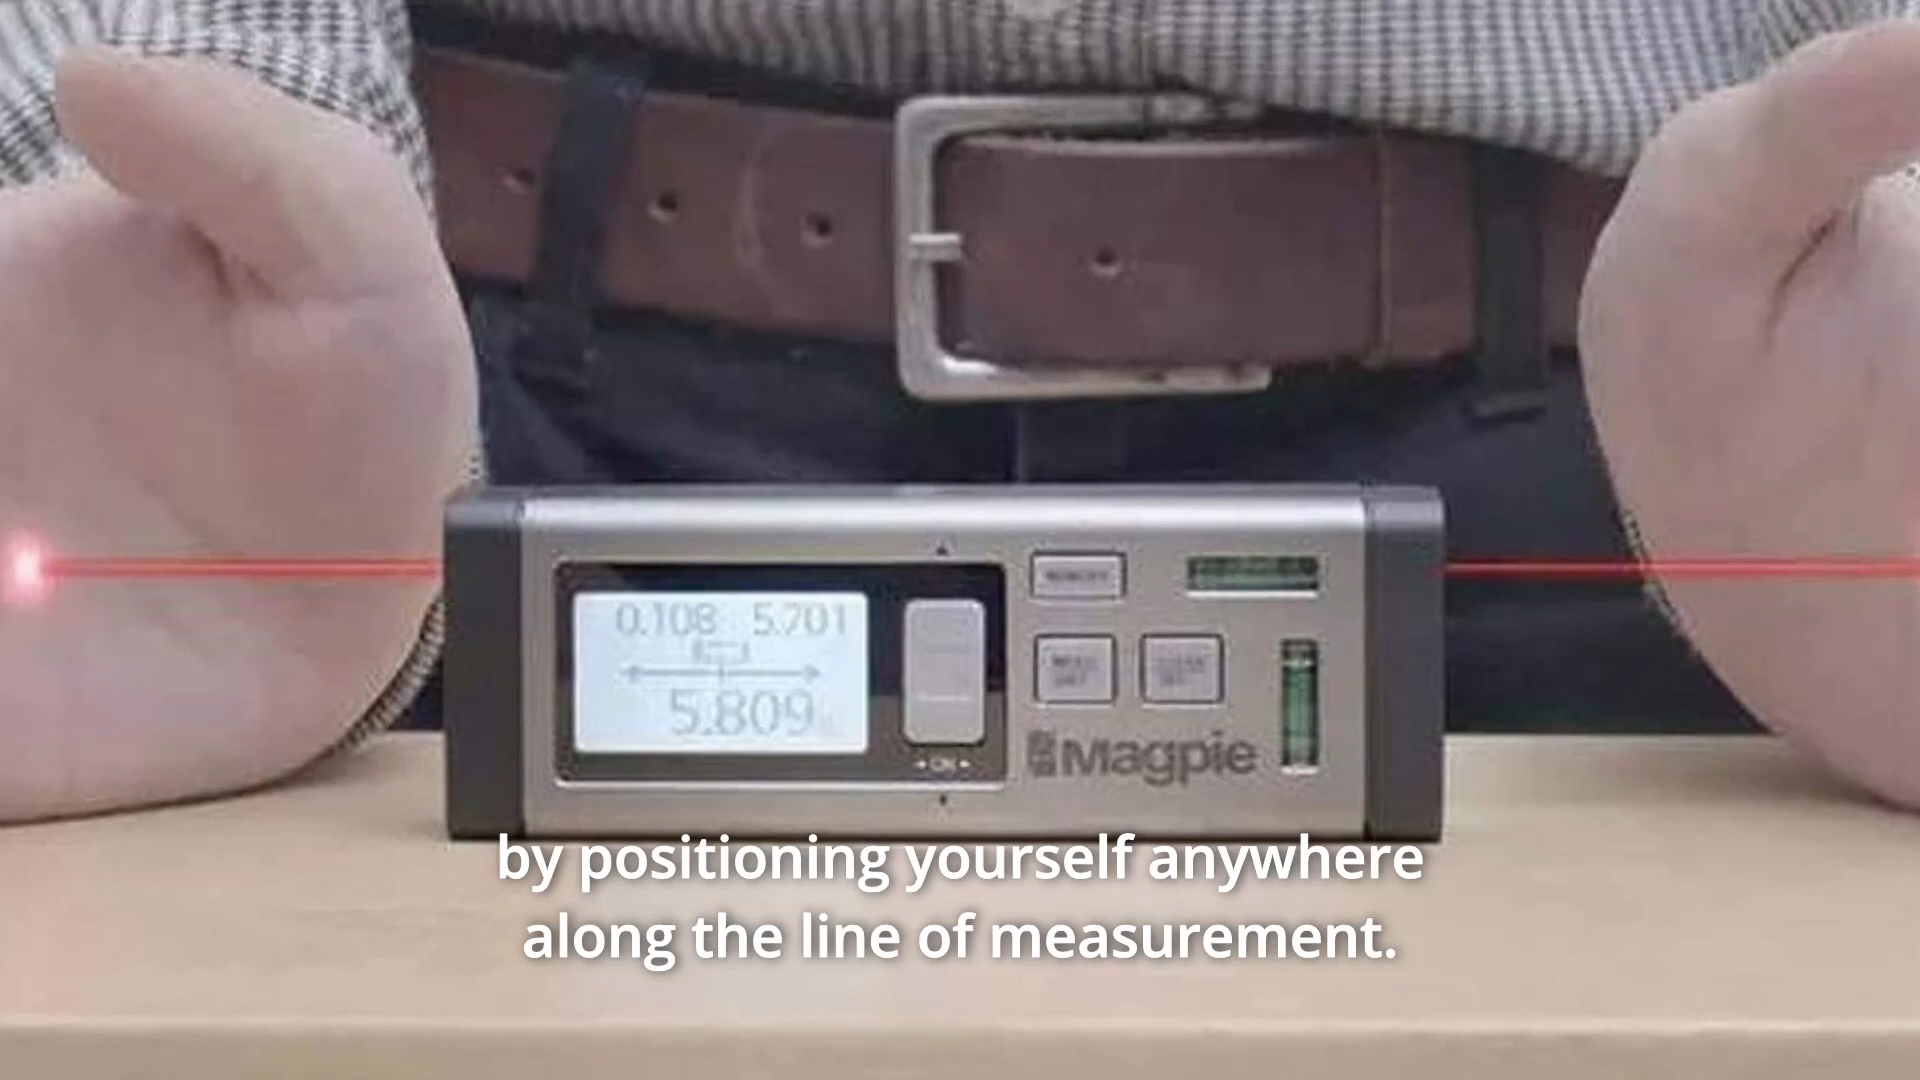 0.108 5.701
5.809
Magpie
by positioning yourself anywhere
along the line of measurement.